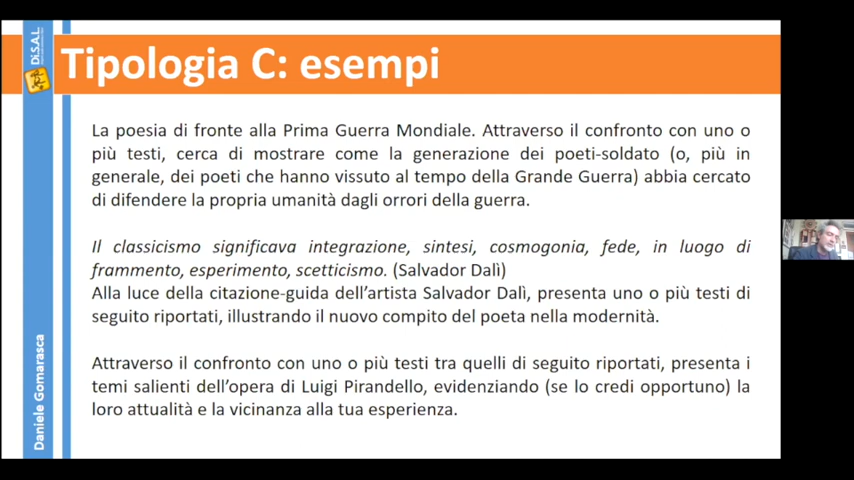 Tipologia C: esempi
Di.S.A.L.
La poesia di fronte alla Prima Guerra Mondiale. Attraverso il confronto con uno o
più testi, cerca di mostrare come la generazione dei poeti-soldato (o, più in
generale, dei poeti che hanno vissuto al tempo della Grande Guerra) abbia cercato
di difendere la propria umanità dagli orrori della guerra.
Il classicismo significava integrazione, sintesi, cosmogonia, fede, in luogo di
frammento, esperimento, scetticismo. (Salvador Dalì)
Alla luce della citazione-guida dell'artista Salvador Dalì, presenta uno o più testi di
seguito riportati, illustrando il nuovo compito del poeta nella modernità.
Attraverso il confronto con uno o più testi tra quelli di seguito riportati, presenta i
temi salienti dell'opera di Luigi Pirandello, evidenziando (se lo credi opportuno) la
loro attualità e la vicinanza alla tua esperienza.
Daniele Gomarasca